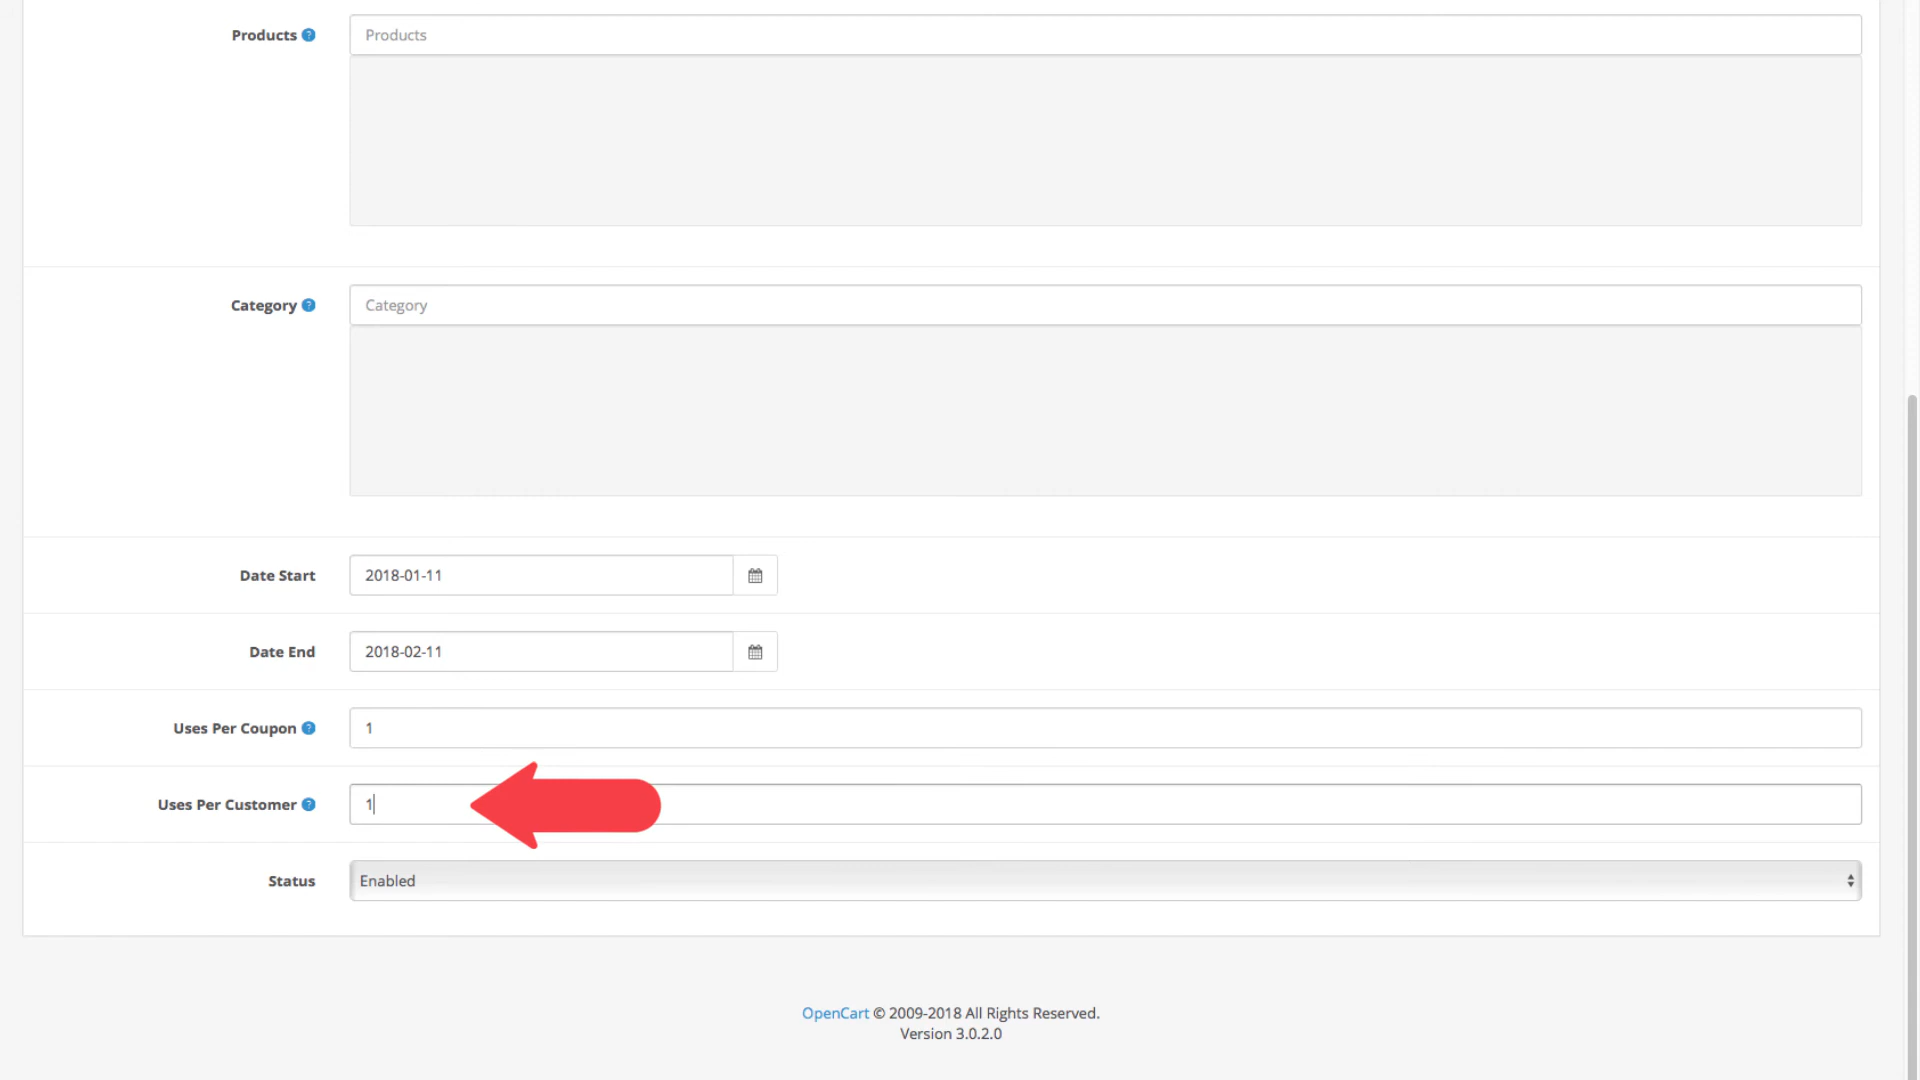 Products ?
Products
Category ?
Category
Date Start
2018-01-11
Date End
2018-02-11
Uses Per Coupon ?
1
Uses Per Customer ?
1
Status
Enabled
OpenCart © 2009-2018 All Rights Reserved.
Version 3.0.2.0